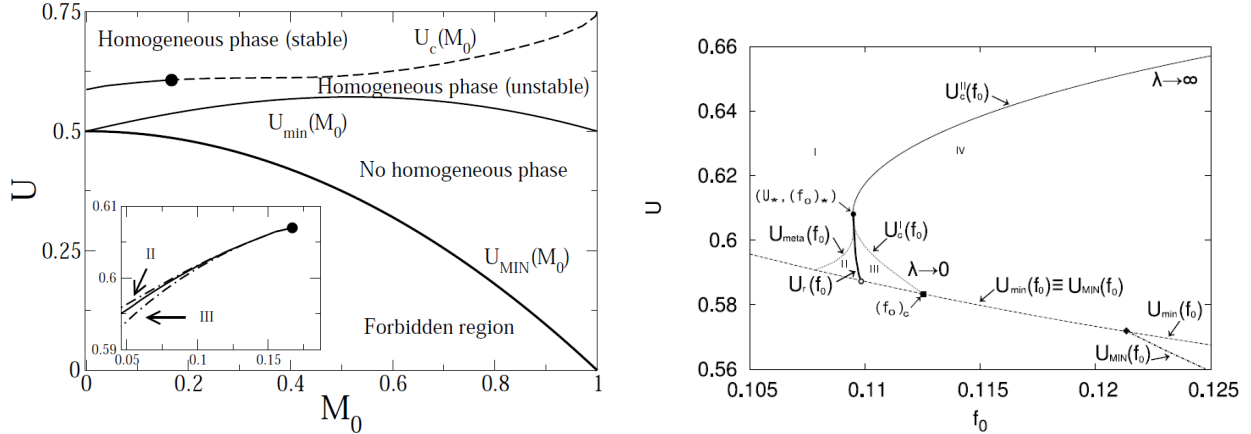 0.75
Homogeneous phase (stable)
U_c(M_0)
Homogeneous phase (unstable)
U_min(M_0)
0.5
No homogeneous phase
U
0.61
II
0.6
III
0.59
0.05
0.1
0.15
0.25
U_MIN(M_0)
Forbidden region
0
0
0.2
0.4
0.6
0.8
1
M_0
0.66
0.64
0.62
0.6
0.58
0.56
U
λ→∞
U_c^II(f_0)
I
IV
(U_*, (f_0)_*)
U_meta(f_0)
U_c^I(f_0)
II
III
λ→0
U_r(f_0)
(f_0)_c
U_min(f_0)≡U_MIN(f_0)
U_min(f_0)
U_MIN(f_0)
0.105
0.11
0.115
0.12
0.125
f_0